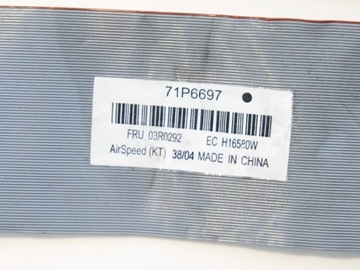 71P6697
FRU 03R0292 EC H16580W
AirSpeed (KT) 38/04 MADE IN CHINA